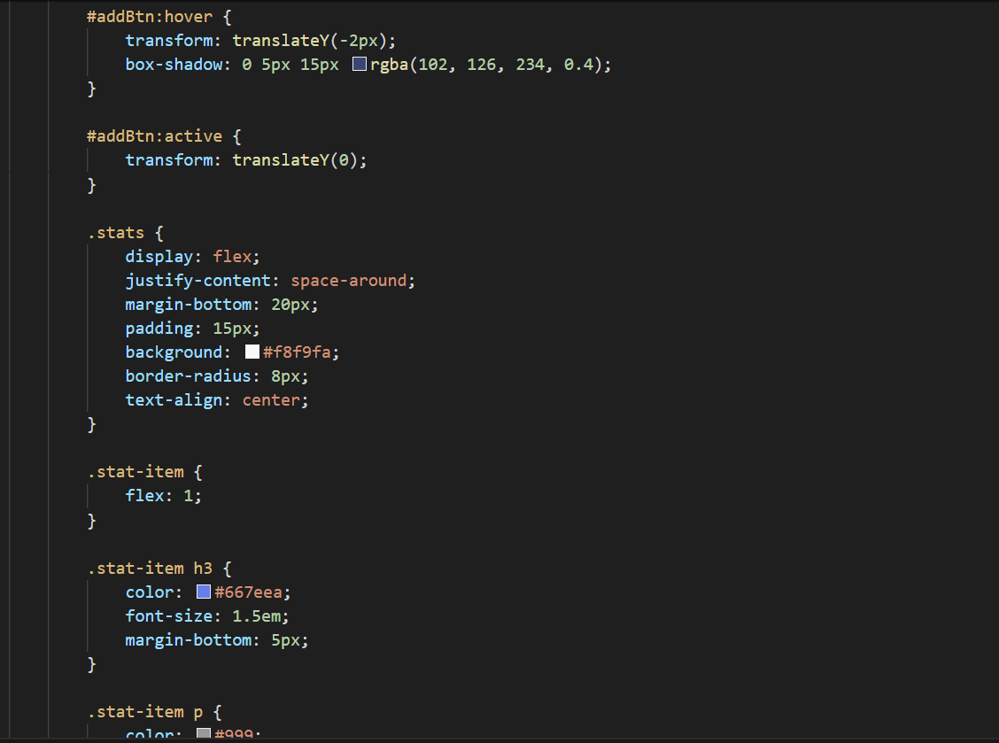 #addBtn:hover {
    transform: translateY(-2px);
    box-shadow: 0 5px 15px rgba(102, 126, 234, 0.4);
}

#addBtn:active {
    transform: translateY(0);
}

.stats {
    display: flex;
    justify-content: space-around;
    margin-bottom: 20px;
    padding: 15px;
    background: #f8f9fa;
    border-radius: 8px;
    text-align: center;
}

.stat-item {
    flex: 1;
}

.stat-item h3 {
    color: #667eea;
    font-size: 1.5em;
    margin-bottom: 5px;
}

.stat-item p {
    color: #999;